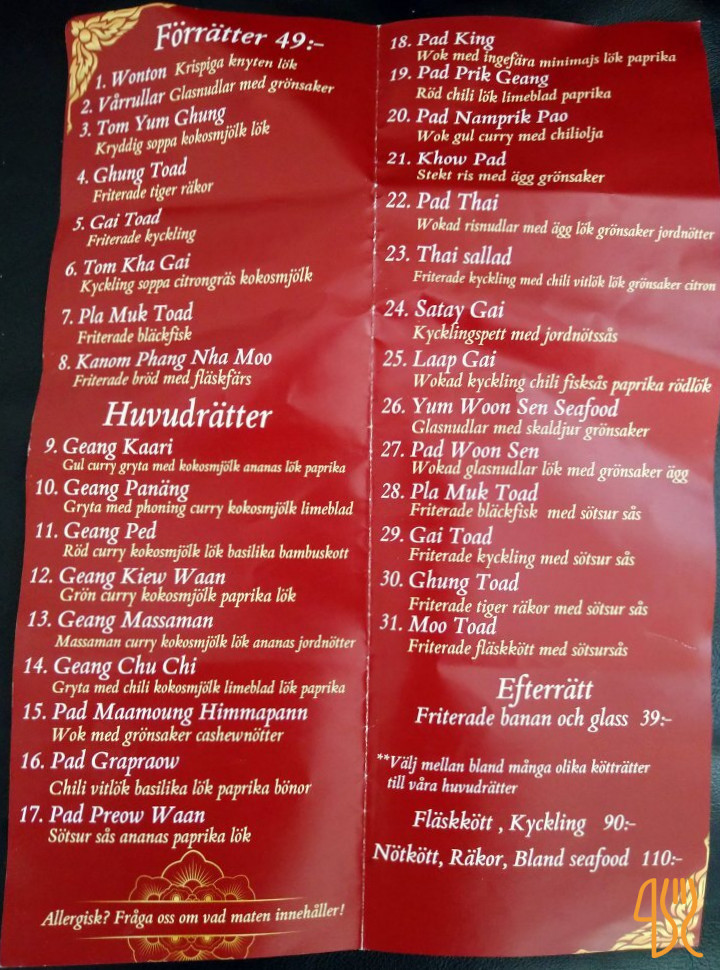 Förrätter 49:-
1. Wonton Krispiga knyten lök
2. Vårrullar Glasnudlar med grönsaker
3. Tom Yum Ghung
Kryddig soppa kokosmjölk lök
4. Ghung Toad
Friterade tiger räkor
5. Gai Toad
Friterade kyckling
6. Tom Kha Gai
Kyckling soppa citrongräs kokosmjölk
7. Pla Muk Toad
Friterade bläckfisk
8. Kanom Phang Nha Moo
Friterade bröd med fläskfärs
Huvudrätter
9. Geang Kaari
Gul curry gryta med kokosmjölk ananas lök paprika
10. Geang Panäng
Gryta med phoning curry kokosmjölk limeblad
11. Geang Ped
Röd curry kokosmjölk lök basilika bambuskott
12. Geang Kiew Waan
Grön curry kokosmjölk paprika lök
13. Geang Massaman
Massaman curry kokosmjölk lök ananas jordnötter
14. Geang Chu Chi
Gryta med chili kokosmjölk limeblad lök paprika
15. Pad Maamoung Himmapann
Wok med grönsaker cashewnötter
16. Pad Grapraow
Chili vitlök basilika lök paprika bönor
17. Pad Preow Waan
Sötsur sås ananas paprika lök
Allergisk? Fråga oss om vad maten innehåller!
18. Pad King
Wok med ingefära minimajs lök paprika
19. Pad Prik Geang
Röd chili lök limeblad paprika
20. Pad Namprik Pao
Wok gul curry med chiliolja
21. Khow Pad
Stekt ris med ägg grönsaker
22. Pad Thai
Wokad risnudlar med ägg lök grönsaker jordnötter
23. Thai sallad
Friterade kyckling med chili vitlök lök grönsaker citron
24. Satay Gai
Kycklingspett med jordnötssås
25. Laap Gai
Wokad kyckling chili fisksås paprika rödlök
26. Yum Woon Sen Seafood
Glasnudlar med skaldjur grönsaker
27. Pad Woon Sen
Wokad glasnudlar lök med grönsaker ägg
28. Pla Muk Toad
Friterade bläckfisk med sötsur sås
29. Gai Toad
Friterade kyckling med sötsur sås
30. Ghung Toad
Friterade tiger räkor med sötsur sås
31. Moo Toad
Friterade fläskkött med sötsursås
Efterrätt
Friterade banan och glass 39:-
**Välj mellan bland många olika kötträtter
till våra huvudrätter
Fläskkött , Kyckling 90:-
Nötkött, Räkor, Bland seafood 110:-